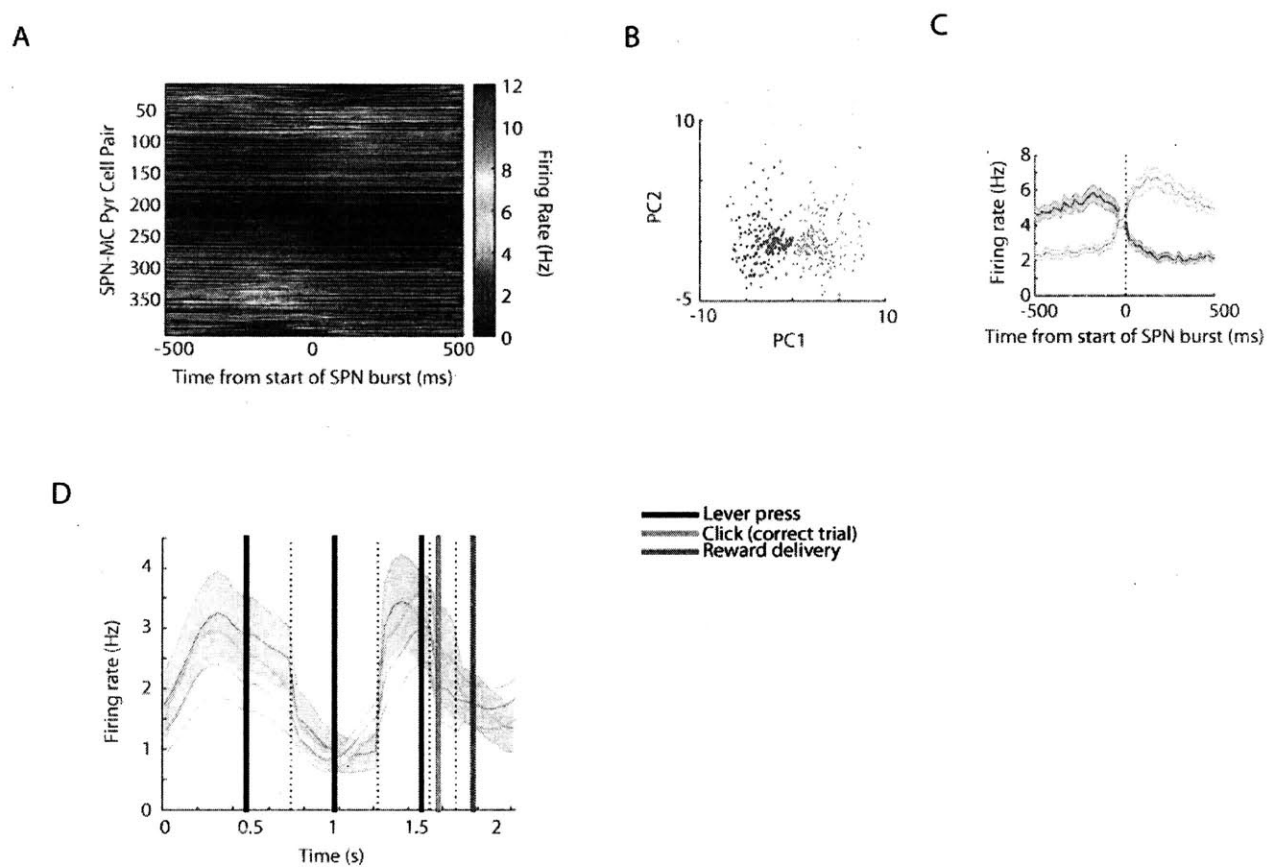 A
SPN-MC Pyr Cell Pair
50
100
150
200
250
300
350
-500
0
500
Time from start of SPN burst (ms)
12
10
8
6
4
2
0
Firing Rate (Hz)
B
10
PC2
-5
-10
10
PC1
C
Firing rate (Hz)
8
6
4
2
0
-500
0
500
Time from start of SPN burst (ms)
D
Firing rate (Hz)
4
3
2
1
0
0
0.5
1
1.5
2
Time (s)
Lever press
Click (correct trial)
Reward delivery